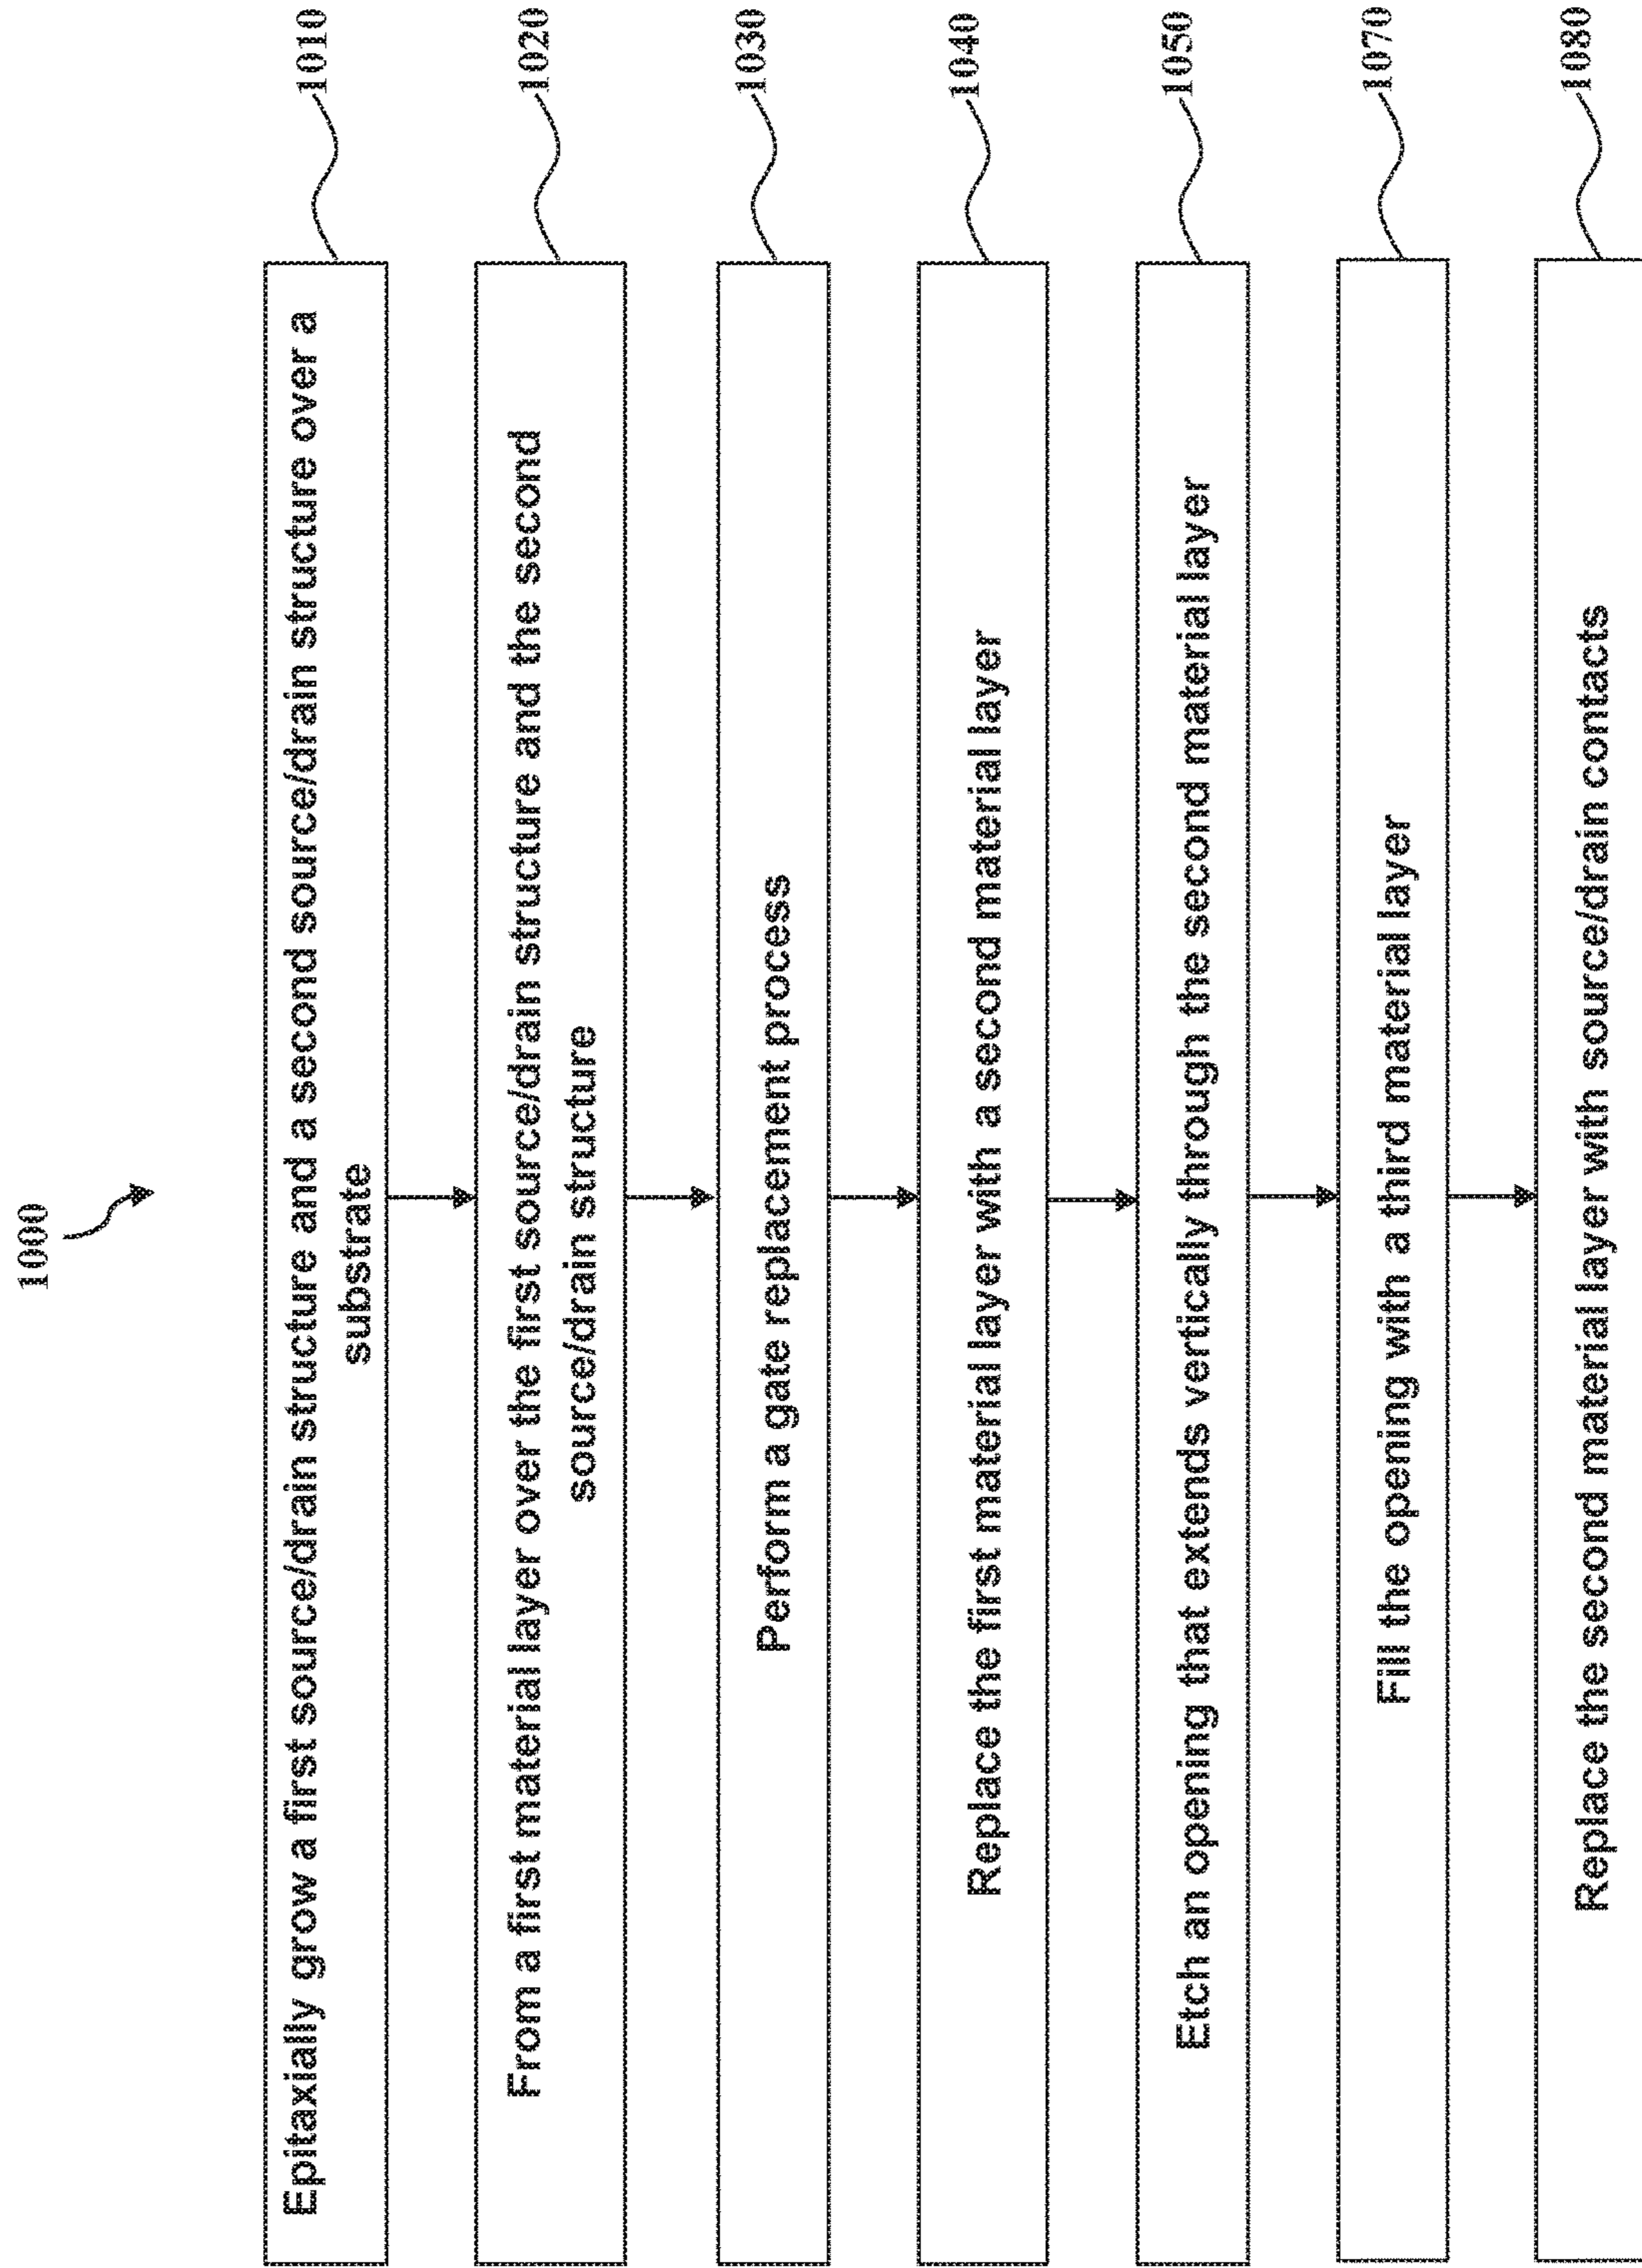 1000
Epitaxially grow a first source/drain structure and a second source/drain structure over a
substrate
1010
From a first material layer over the first source/drain structure and the second
source/drain structure
1020
Perform a gate replacement process
1030
Replace the first material layer with a second material layer
1040
Etch an opening that extends vertically through the second material layer
1050
Fill the opening with a third material layer
1070
Replace the second material layer with source/drain contacts
1080